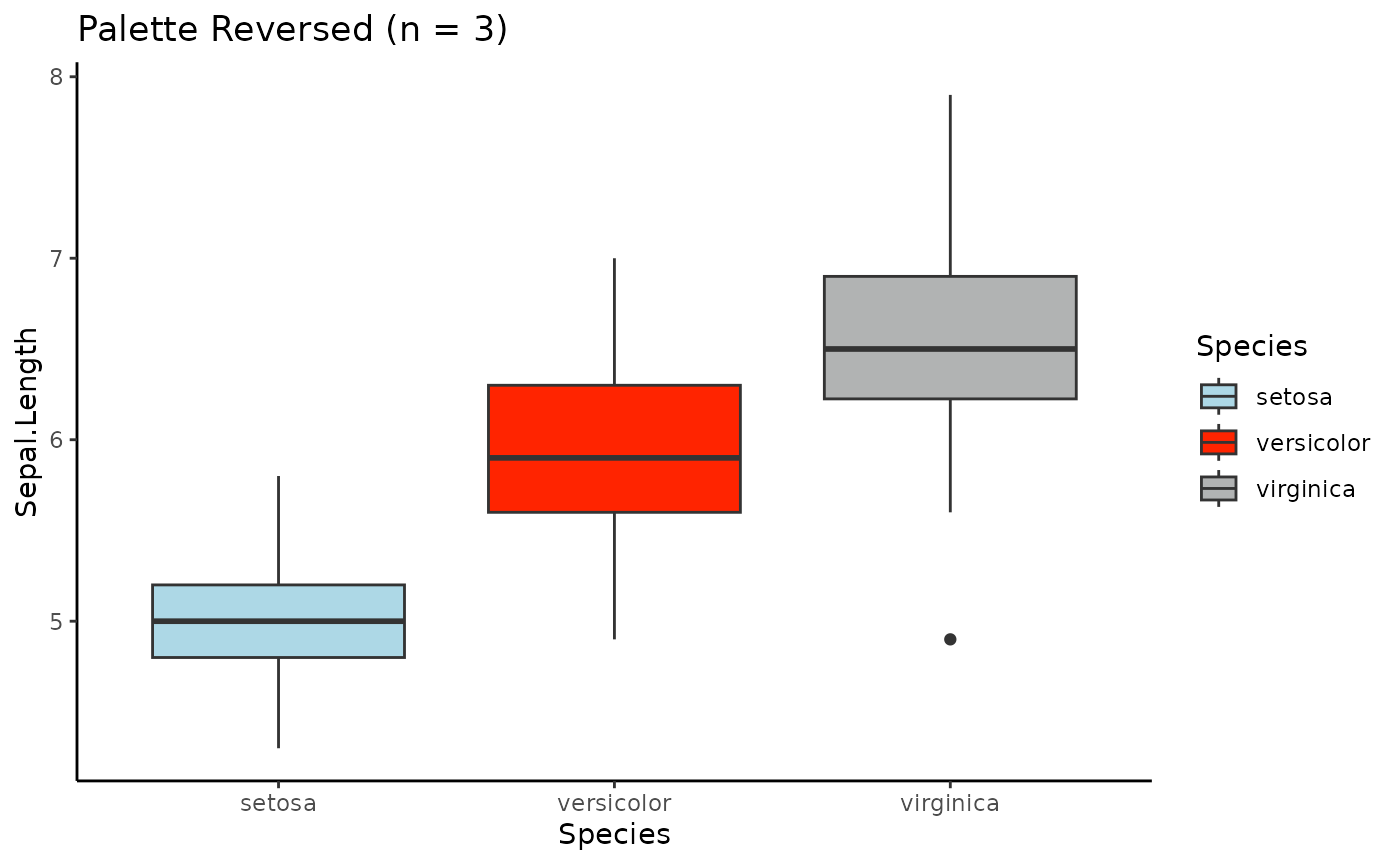 Palette Reversed (n = 3)
8
7
6
5
Sepal.Length
setosa
versicolor
virginica
Species
Species
setosa
versicolor
virginica